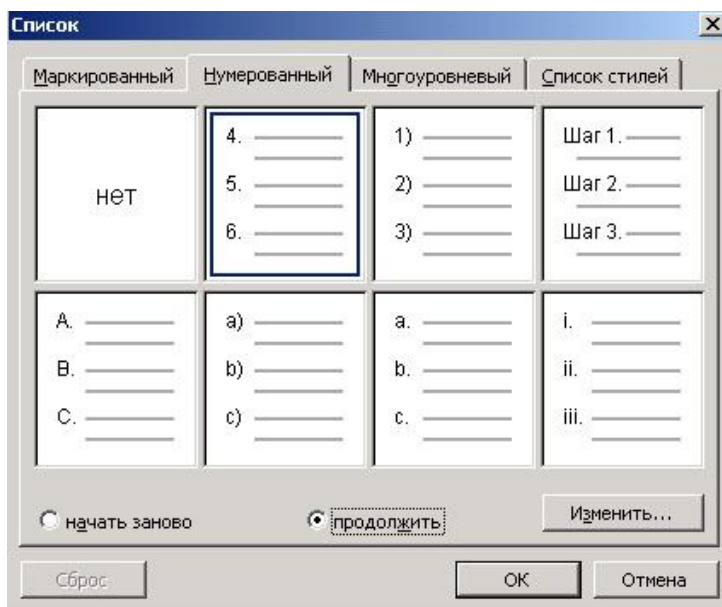 Список
Маркированный Нумерованный Многоуровневый Список стилей
нет
4.
5.
6.
1)
2)
3)
Шаг 1.
Шаг 2.
Шаг 3.
A.
B.
C.
a)
b)
c)
a.
b.
c.
i.
ii.
iii.
начать заново продолжить Изменить...
Сброс ОК Отмена